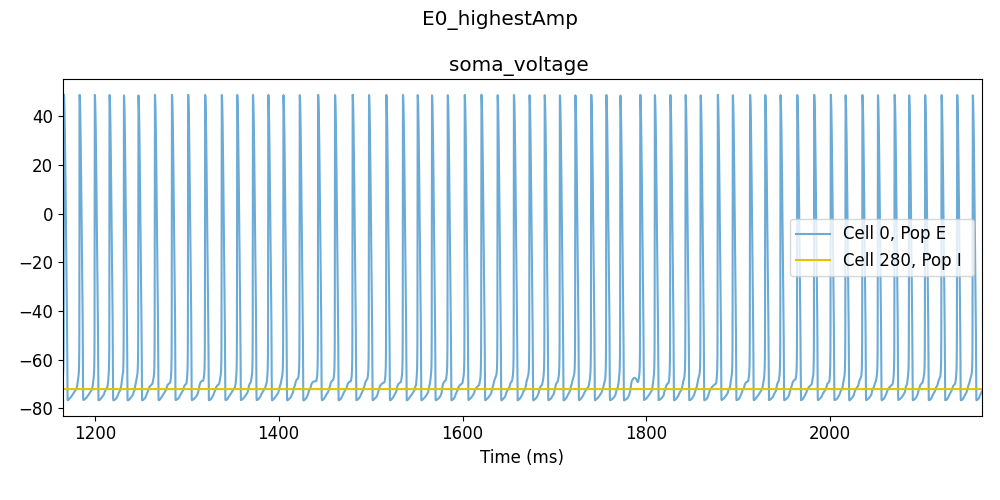 E0_highestAmp
soma_voltage
40
20
0
−20
−40
−60
−80
Cell 0, Pop E
Cell 280, Pop I
1200 1400 1600 1800 2000
Time (ms)